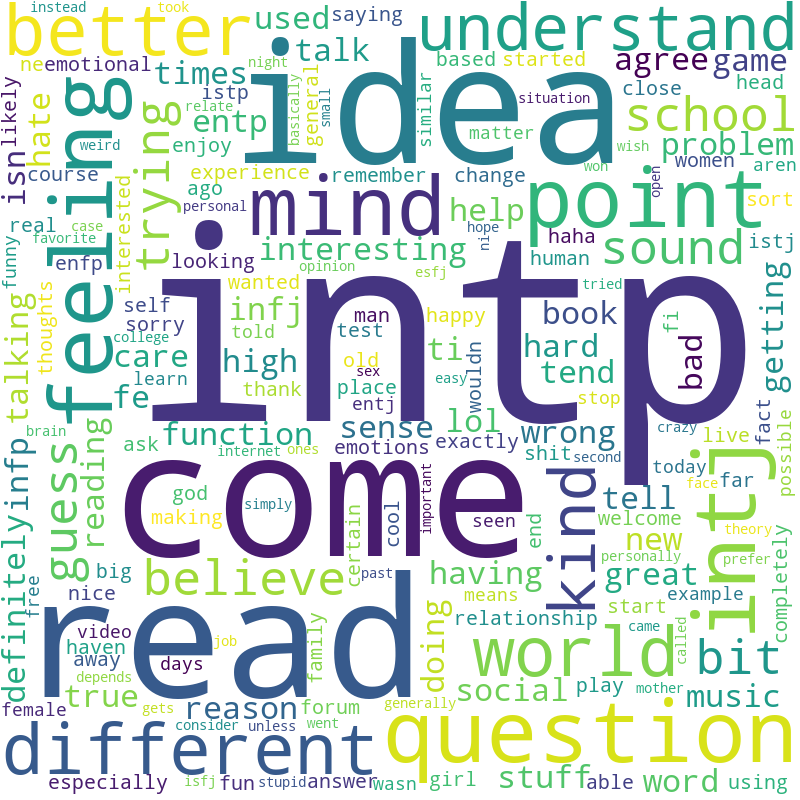 instead
took
better
used
saying
understand
idea
ne
emotional
talk
times
istp
entp
enjoy
night
basically
general
small
similar
based
started
agree
game
situation
close
head
school
matter
likely
isn
hate
weird
course
feeling
trying
relate
experience
ago
personal
remember
change
women
problem
wish
won
aren
open
sort
mind
help
point
real
case
funny
favorite
enfp
interested
looking
interesting
hope
ni
haha
human
sound
istj
opinion
esfj
wanted
tried
intp
talking
thoughts
self
sorry
college
learn
care
fe
infj
told
man
test
happy
high
old
sex
thank
place
entj
ti
easy
wouldn
book
hard
tend
stop
fi
bad
getting
fact
live
crazy
possible
brain
infp
definitely
guess
reading
ask
function
internet
ones
sense
lol
emotions
exactly
wrong
shit
second
today
face
far
tell
intj
god
making
simply
come
certain
cool
important
seen
end
kind
welcome
new
theory
personally
prefer
completely
free
big
nice
believe
past
having
great
means
start
example
read
video
haven
away
days
job
true
depends
family
doing
relationship
world
came
called
bit
female
gets
reason
forum
social
play
mother
music
different
consider
unless
went
generally
question
especially
isfj
fun
stupid
answer
wasn
girl
stuff
able
word
using